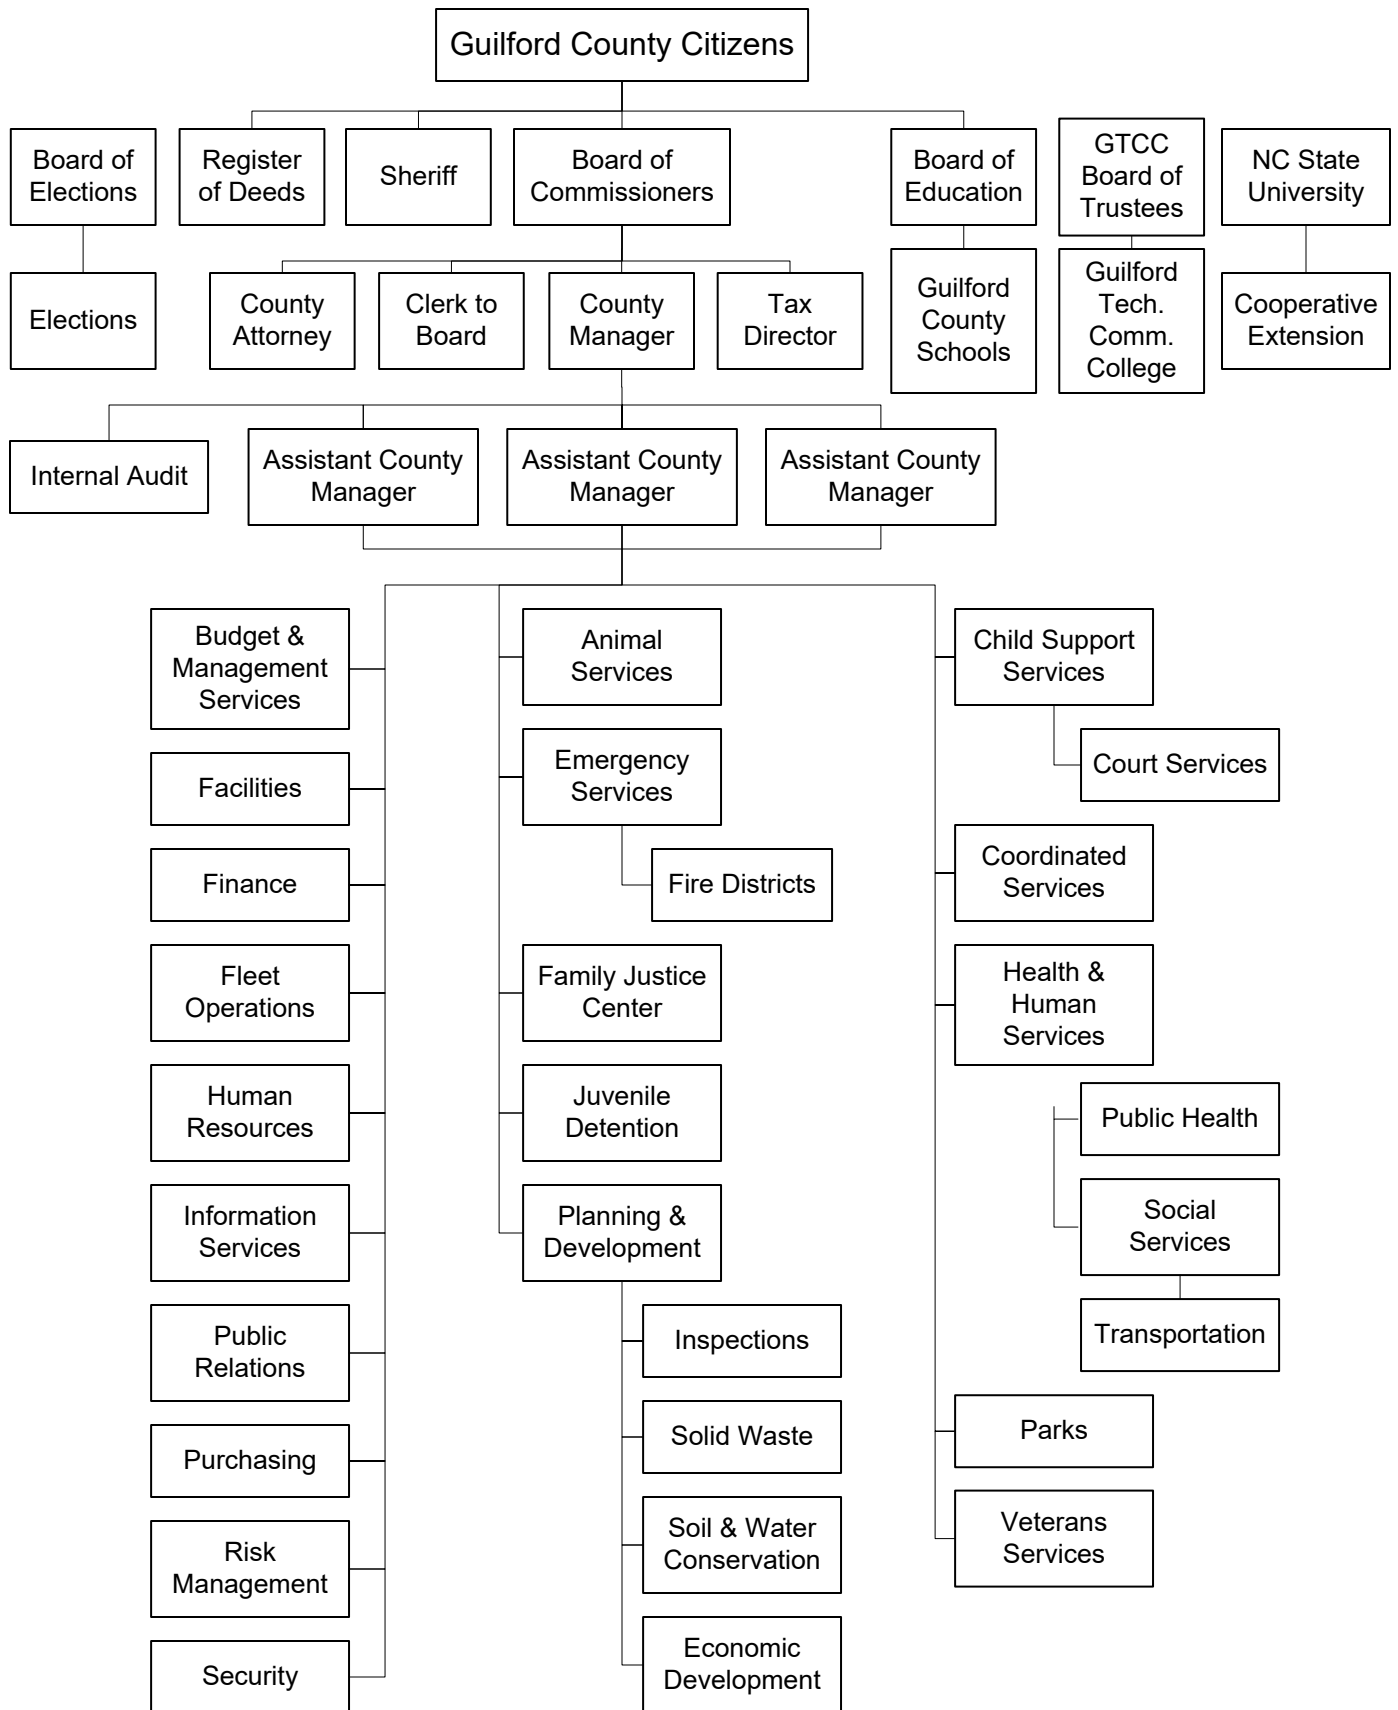 Guilford County Citizens
Board of
Elections
Register
of Deeds
Sheriff
Board of
Commissioners
Board of
Education
GTCC
Board of
Trustees
NC State
University
Elections
County
Attorney
Clerk to
Board
County
Manager
Tax
Director
Guilford
County
Schools
Guilford
Tech.
Comm.
College
Cooperative
Extension
Internal Audit
Assistant County
Manager
Assistant County
Manager
Assistant County
Manager
Budget &
Management
Services
Facilities
Finance
Fleet
Operations
Human
Resources
Information
Services
Public
Relations
Purchasing
Risk
Management
Security
Animal
Services
Emergency
Services
Fire Districts
Family Justice
Center
Juvenile
Detention
Planning &
Development
Inspections
Solid Waste
Soil & Water
Conservation
Economic
Development
Child Support
Services
Court Services
Coordinated
Services
Health &
Human
Services
Public Health
Social
Services
Transportation
Parks
Veterans
Services